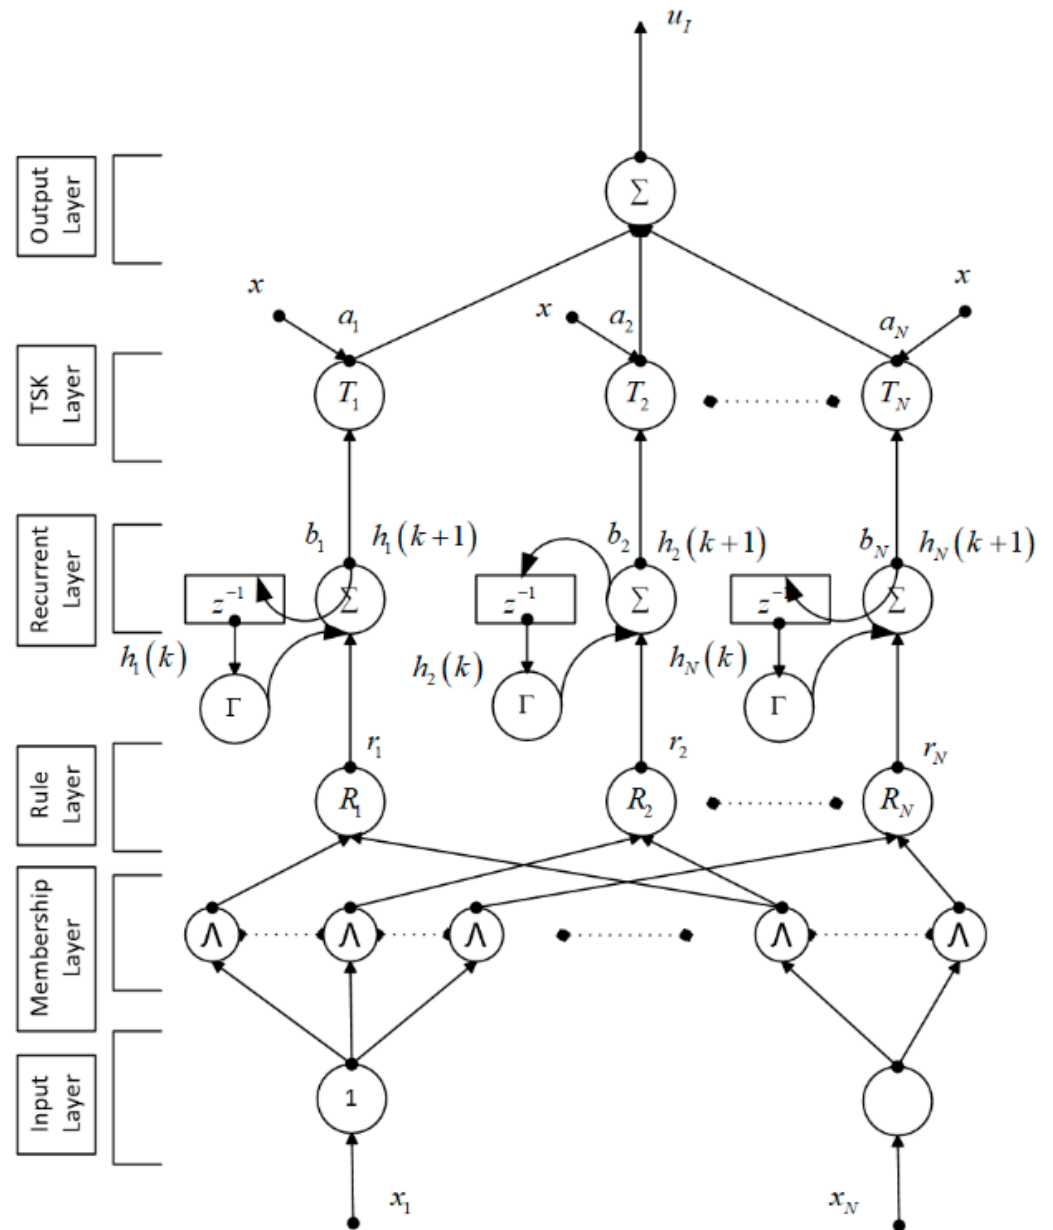 u_I
Output Layer
Σ
x
x
x
a_1
a_2
a_N
TSK Layer
T_1
T_2
T_N
Recurrent Layer
b_1
h_1(k+1)
b_2
h_2(k+1)
b_N
h_N(k+1)
z^{-1}
Σ
z^{-1}
Σ
z^{-1}
Σ
h_1(k)
h_2(k)
h_N(k)
Γ
Γ
Γ
r_1
r_2
r_N
Rule Layer
R_1
R_2
R_N
Membership Layer
Λ
Λ
Λ
Λ
Λ
Input Layer
1
x_1
x_N